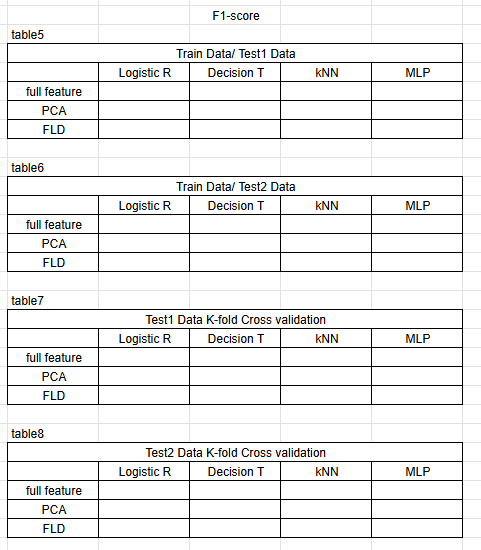 F1-score
table5
Train Data/ Test1 Data
Logistic R Decision T kNN MLP
full feature
PCA
FLD
table6
Train Data/ Test2 Data
Logistic R Decision T kNN MLP
full feature
PCA
FLD
table7
Test1 Data K-fold Cross validation
Logistic R Decision T kNN MLP
full feature
PCA
FLD
table8
Test2 Data K-fold Cross validation
Logistic R Decision T kNN MLP
full feature
PCA
FLD